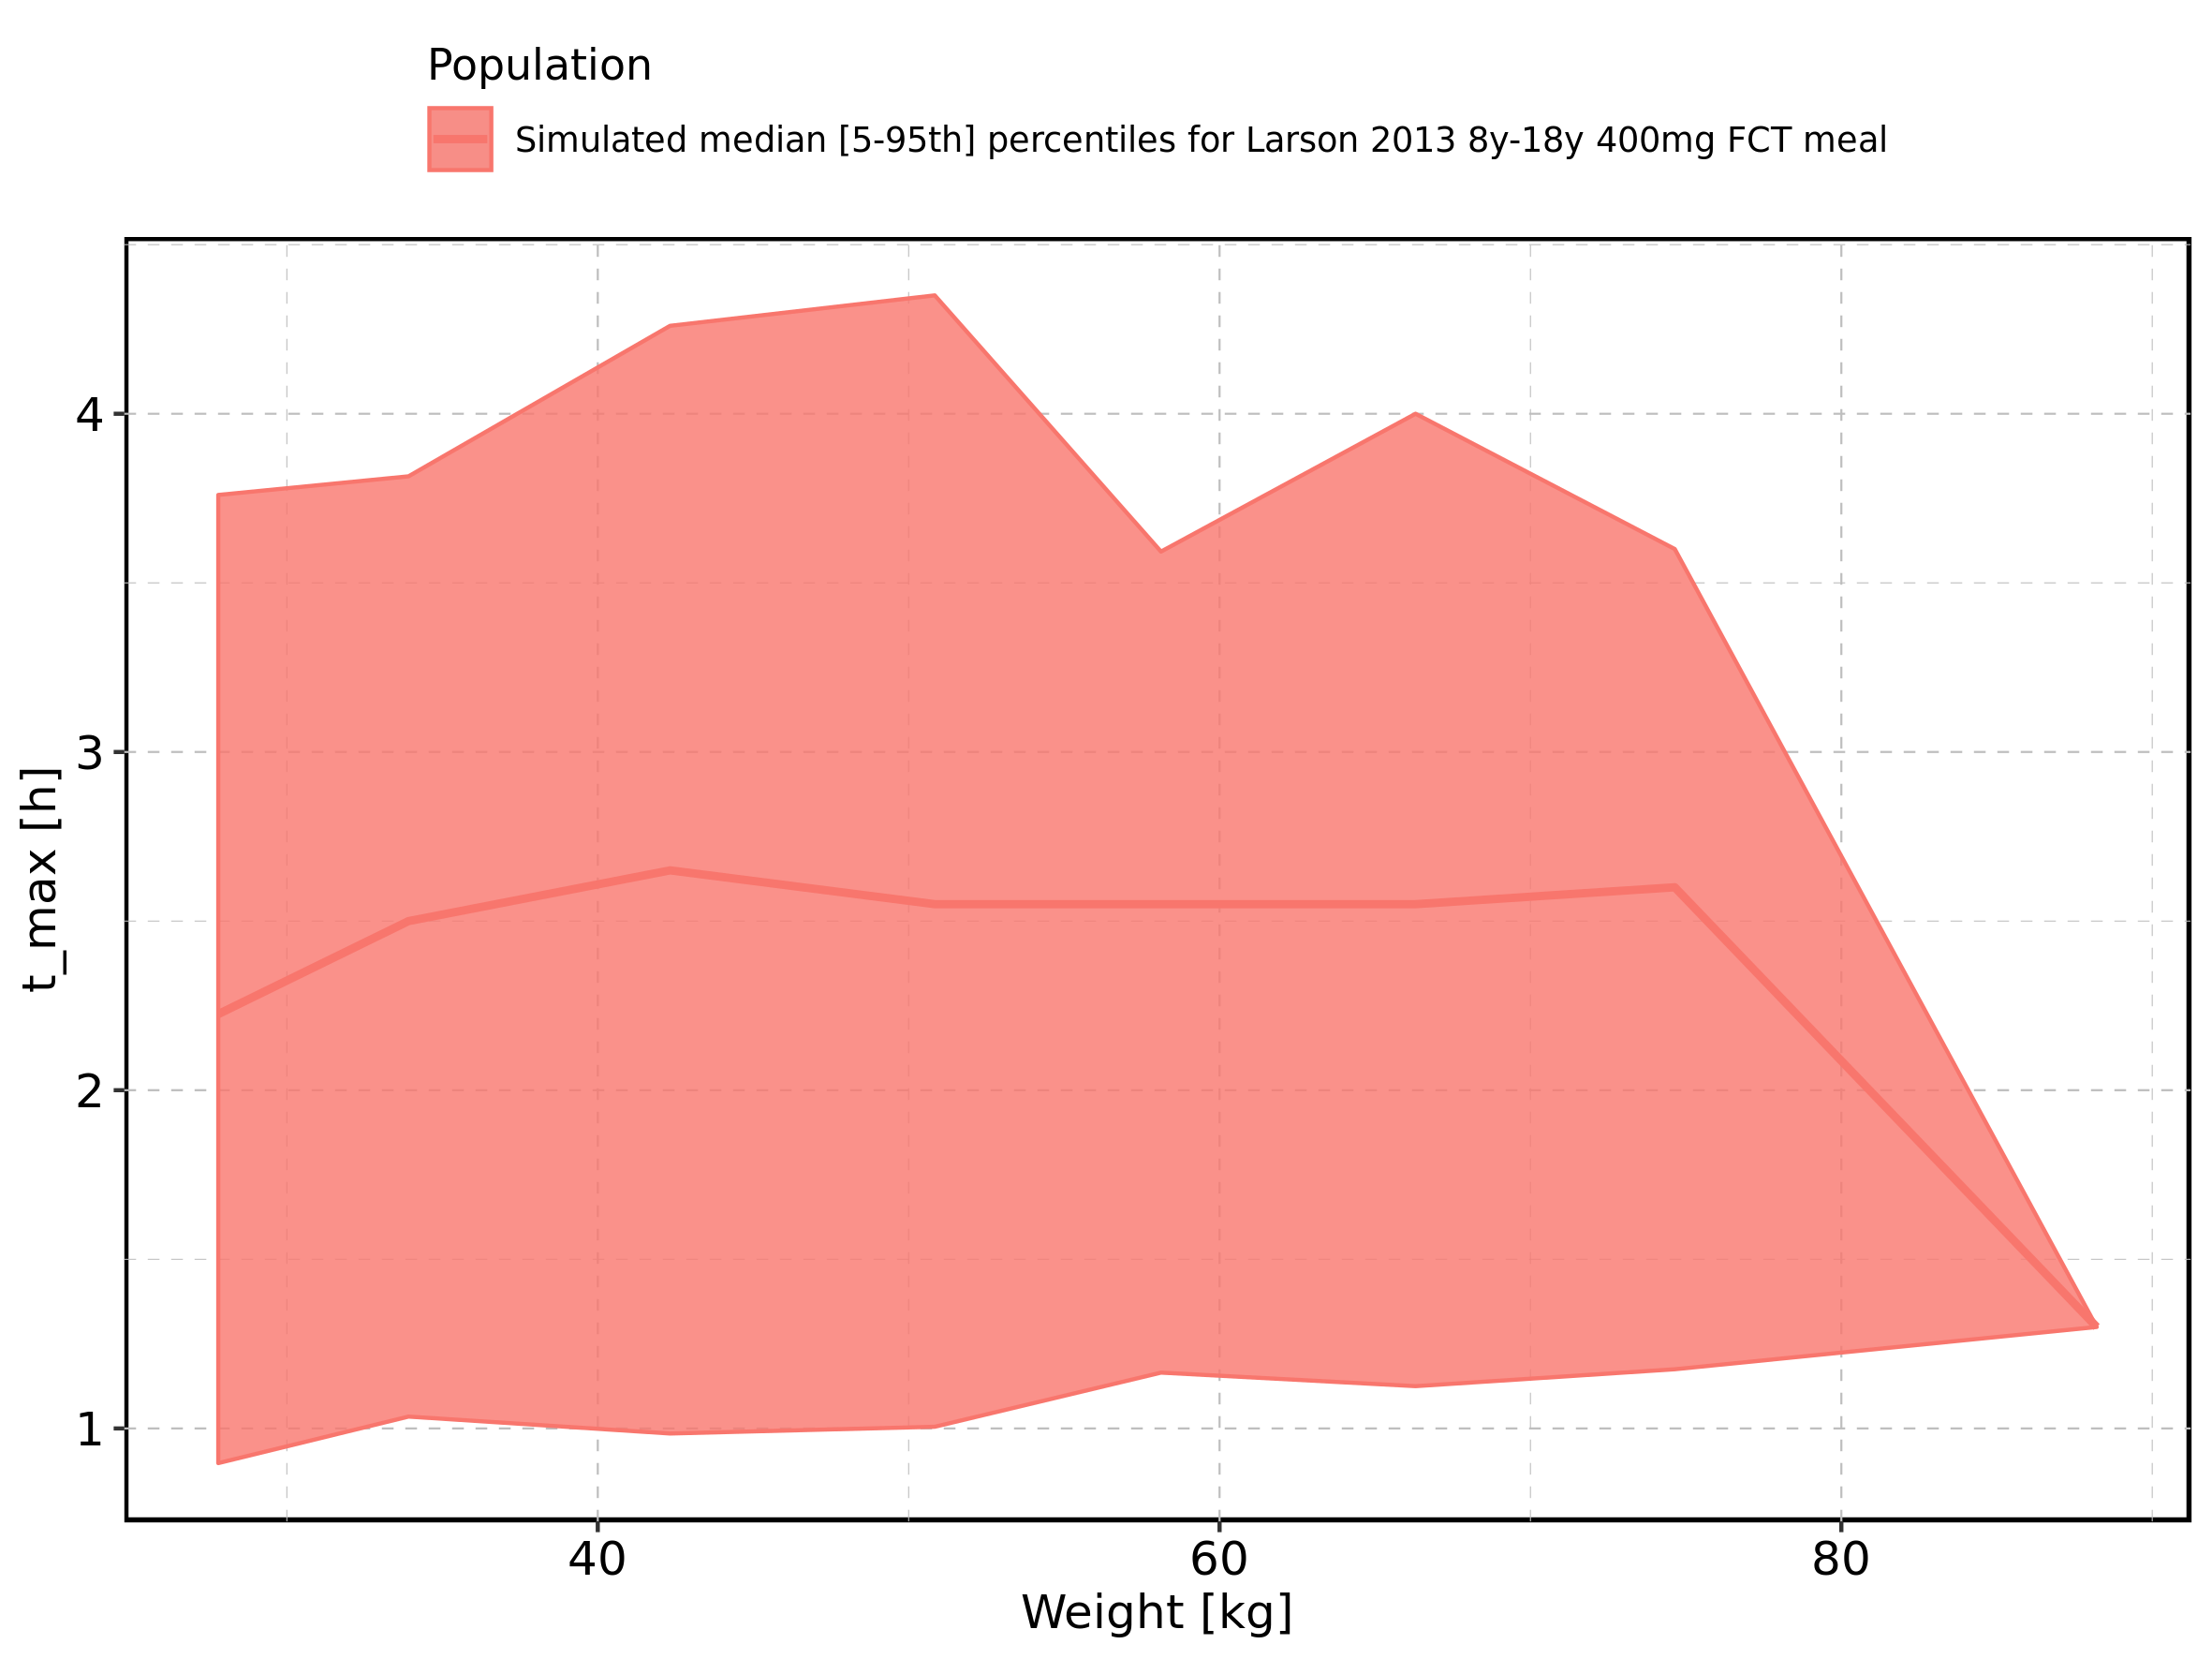 Population
Simulated median [5-95th] percentiles for Larson 2013 8y-18y 400mg FCT meal
4
3
2
1
t_max [h]
40 60 80
Weight [kg]